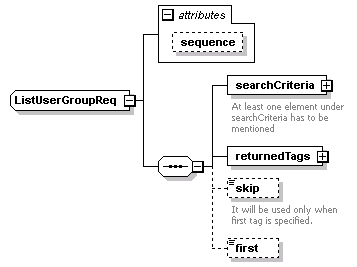 attributes
sequence
ListUserGroupReq
searchCriteria
At least one element under
searchCriteria has to be
mentioned
returnedTags
skip
It will be used only when
first tag is specified.
first